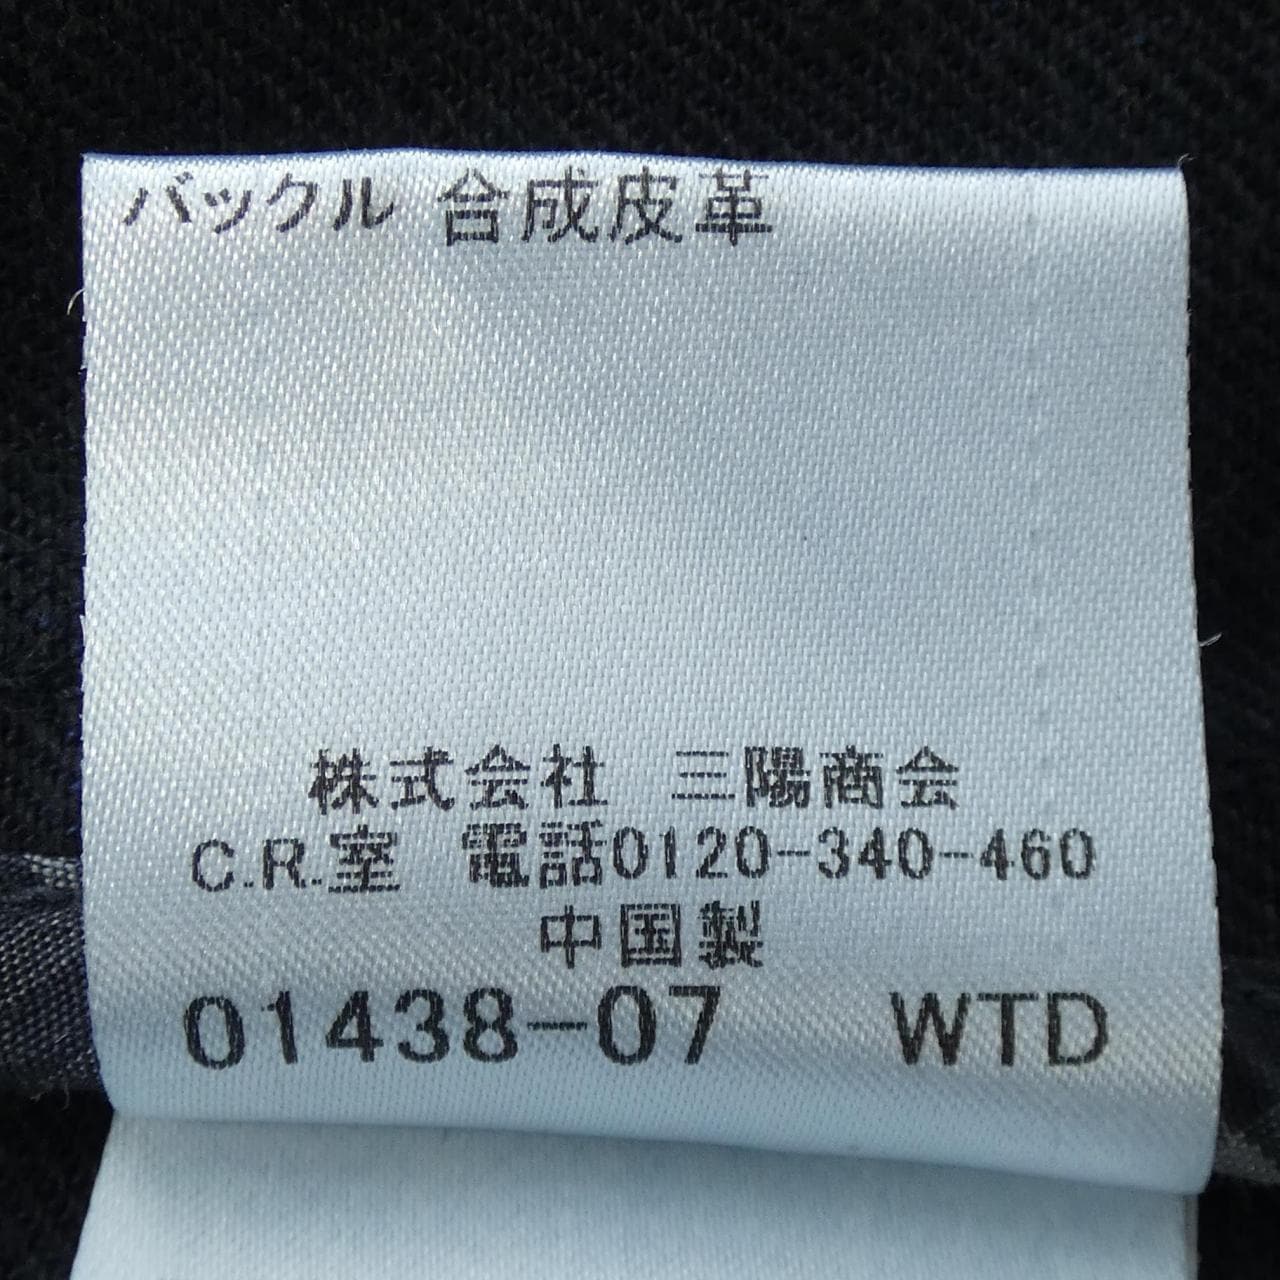 バックル 合成皮革
株式会社 三陽商会
C.R.室 電話0120-340-460
中国製
01438-07 WTD